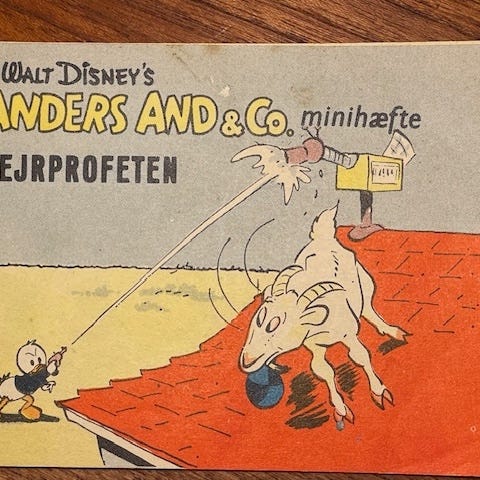 WALT DISNEY'S
ANDERS AND & Co. minihæfte
EJRPROFETEN